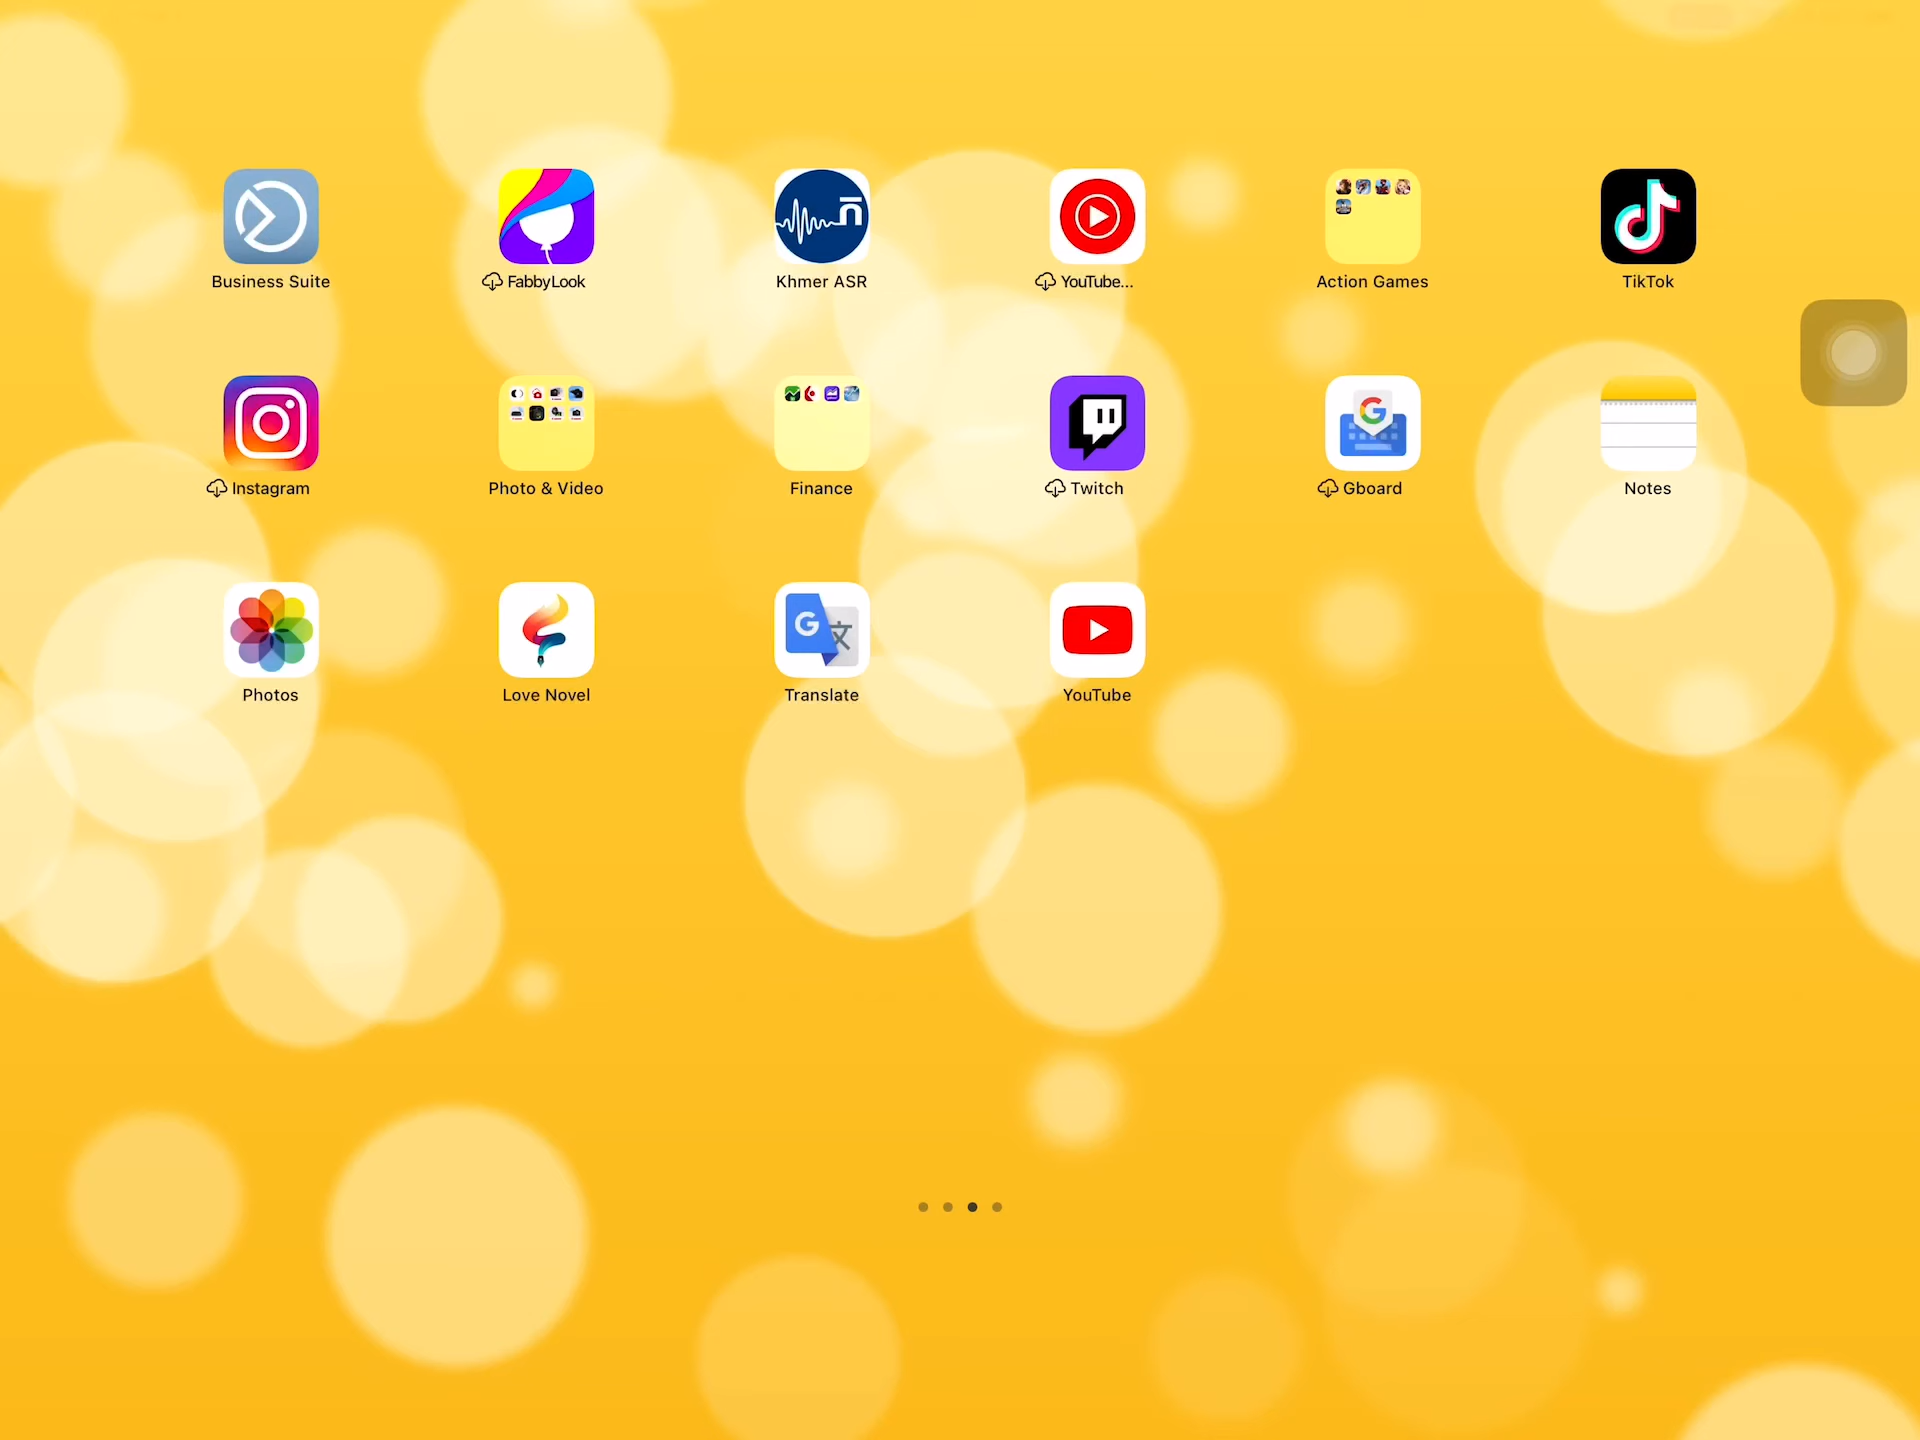 Business Suite
FabbyLook
Khmer ASR
YouTube...
Action Games
TikTok
Instagram
Photo & Video
Finance
Twitch
Gboard
Notes
Photos
Love Novel
Translate
YouTube